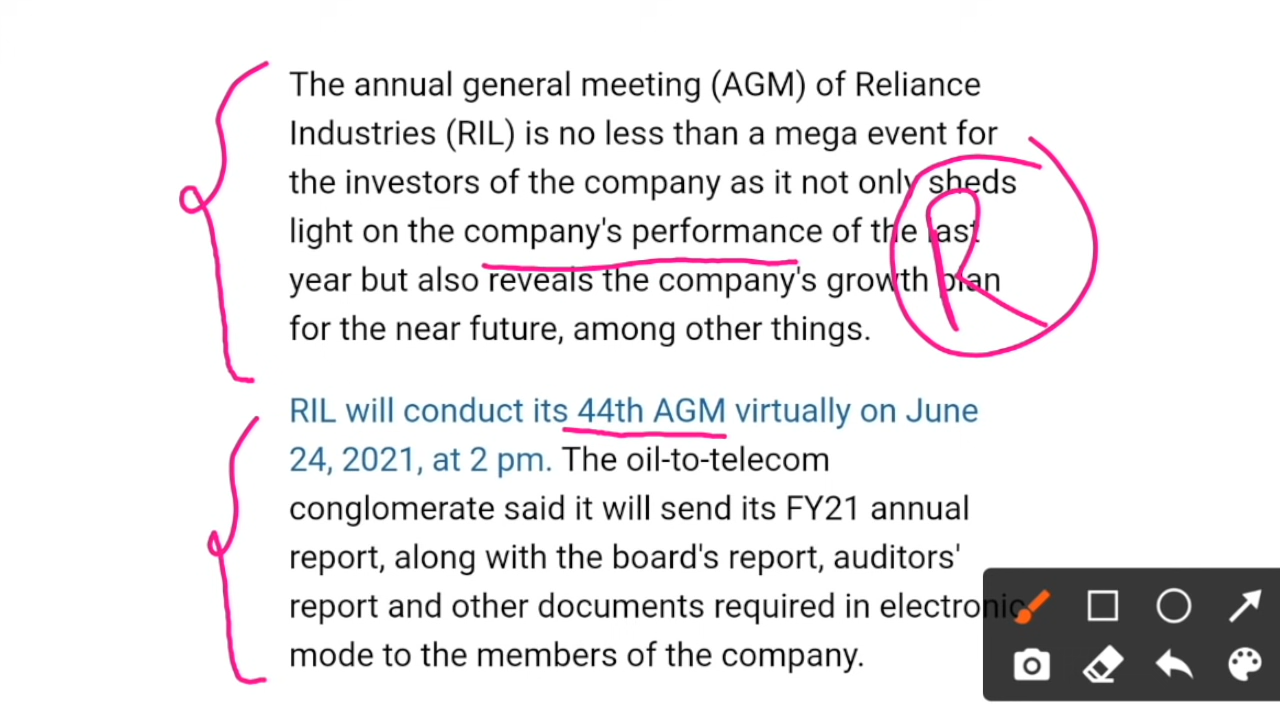 The annual general meeting (AGM) of Reliance
Industries (RIL) is no less than a mega event for
the investors of the company as it not only sheds
light on the company's performance of the last
year but also reveals the company's growth plan
for the near future, among other things.
R
RIL will conduct its 44th AGM virtually on June
24, 2021, at 2 pm. The oil-to-telecom
conglomerate said it will send its FY21 annual
report, along with the board's report, auditors'
report and other documents required in electronic
mode to the members of the company.